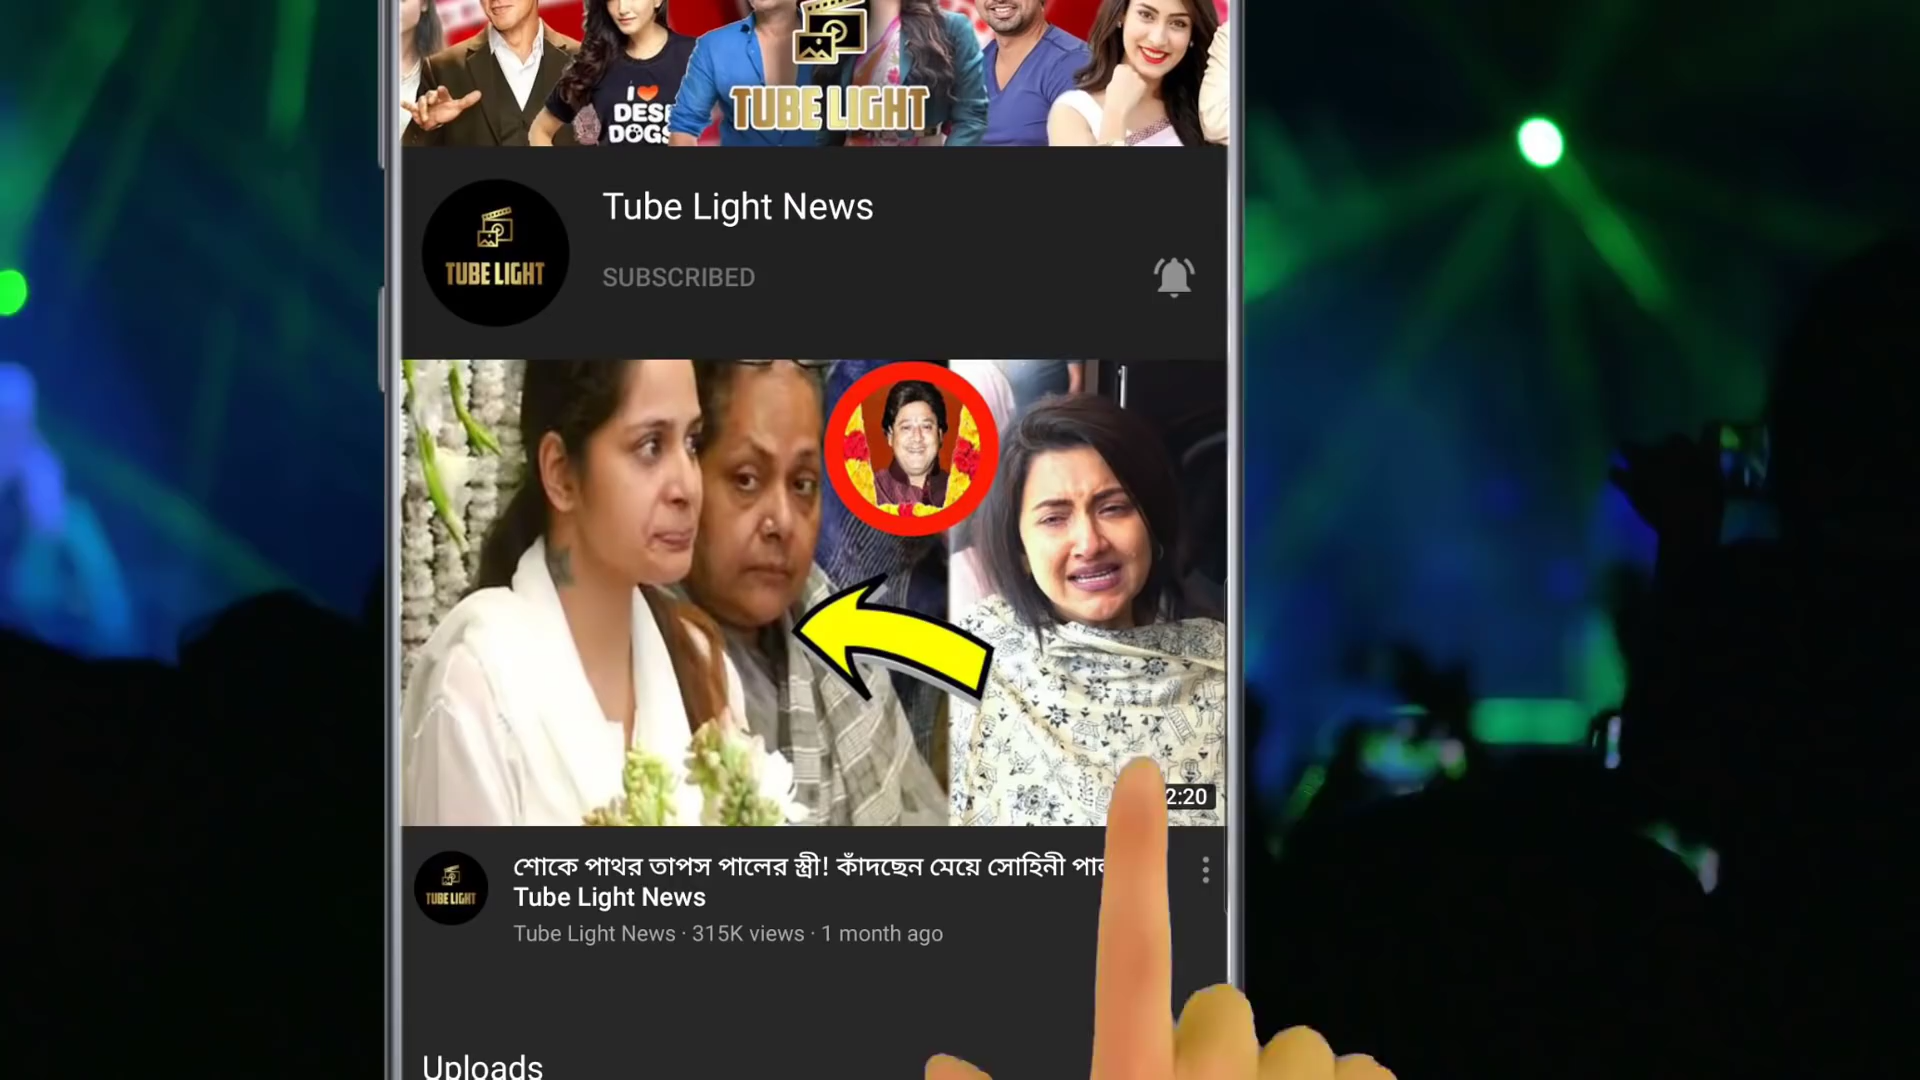 I ❤
DESI
DOGS
TUBE LIGHT
Tube Light News
SUBSCRIBED
TUBE LIGHT
2:20
শোকে পাথর তাপস পালের স্ত্রী! কাঁদছেন মেয়ে সোহিনী
Tube Light News
TUBE LIGHT
Tube Light News · 315K views · 1 month ago
Uploads